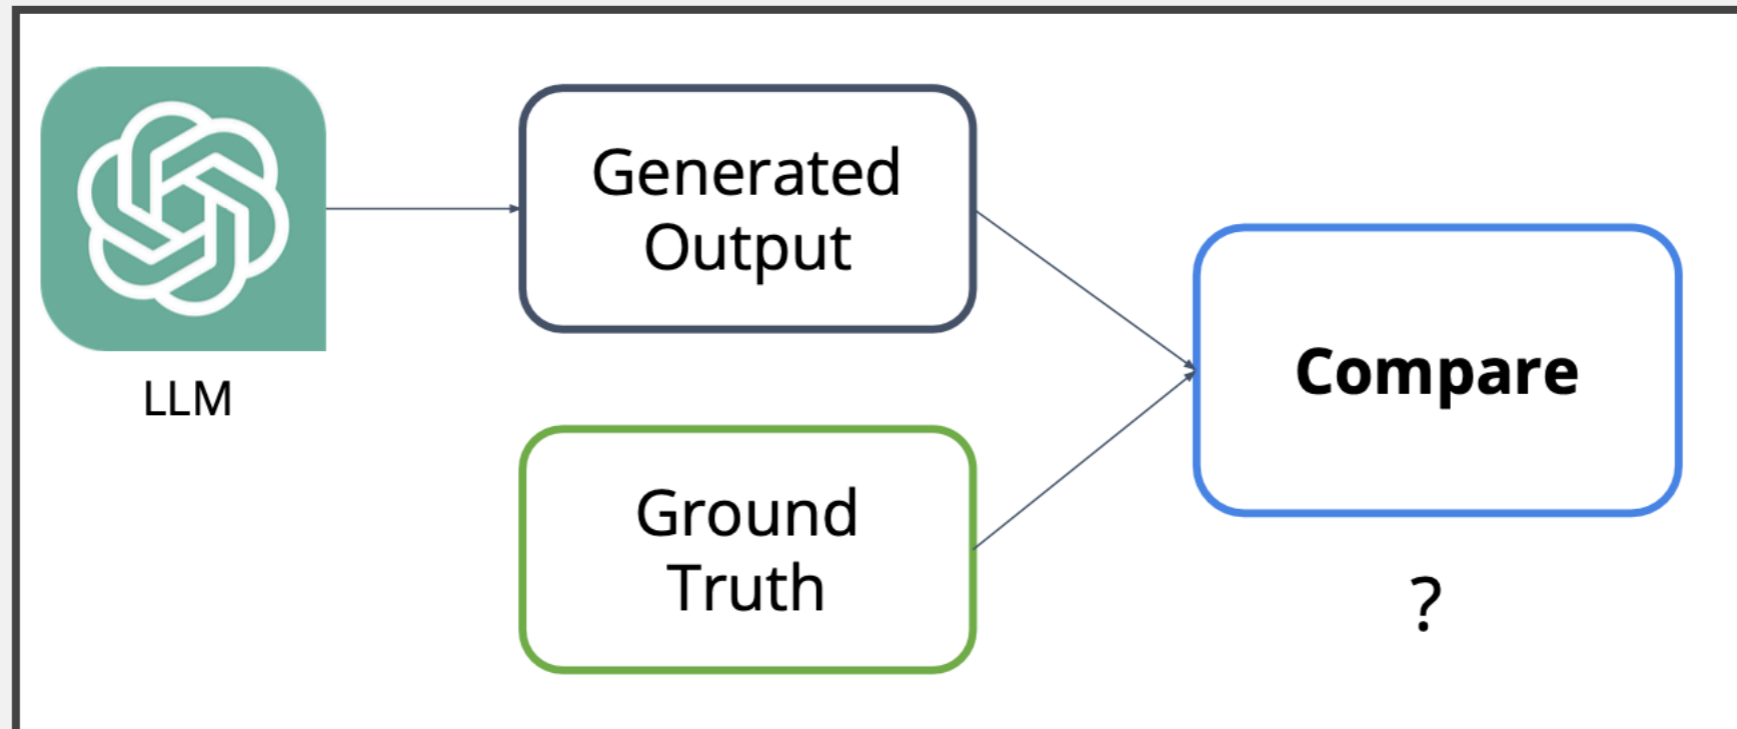 Generated
Output
LLM
Compare
Ground
Truth
?